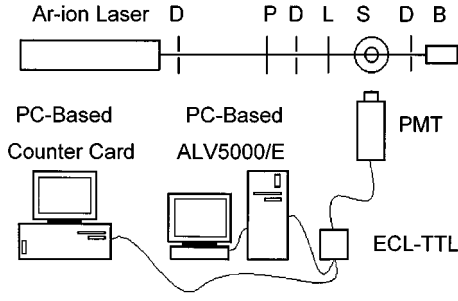 Ar-ion Laser D P D L S D B
PC-Based PC-Based PMT
Counter Card ALV5000/E
ECL-TTL